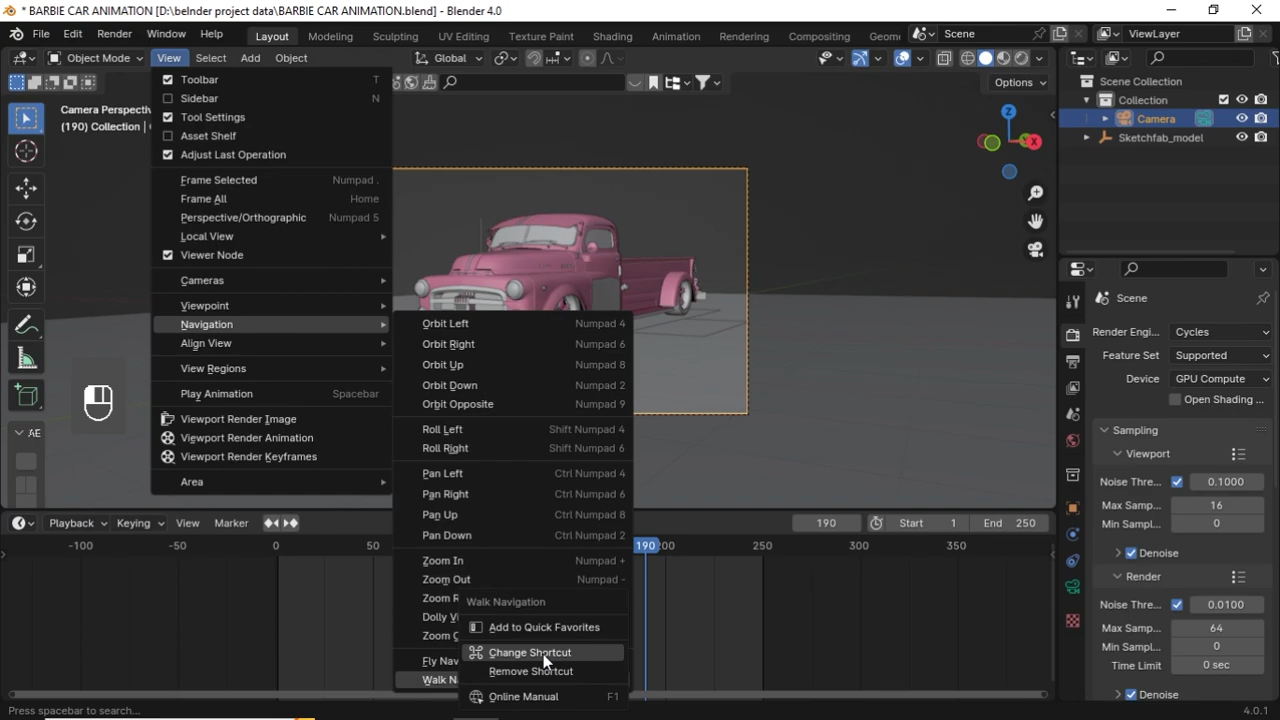 * BARBIE CAR ANIMATION [D:\belnder project data\BARBIE CAR ANIMATION.blend] - Blender 4.0
File Edit Render Window Help Layout Modeling Sculpting UV Editing Texture Paint Shading Animation Rendering Compositing Geom Scene ViewLayer
Object Mode View Select Add Object Global
Options
Toolbar T
Sidebar N
Tool Settings
Asset Shelf
Adjust Last Operation
Frame Selected Numpad .
Frame All Home
Perspective/Orthographic Numpad 5
Local View
Viewer Node
Cameras
Viewpoint
Navigation
Align View
View Regions
Play Animation Spacebar
Viewport Render Image
Viewport Render Animation
Viewport Render Keyframes
Area
Camera Perspectiv
(190) Collection |
AE
Z
X
Orbit Left Numpad 4
Orbit Right Numpad 6
Orbit Up Numpad 8
Orbit Down Numpad 2
Orbit Opposite Numpad 9
Roll Left Shift Numpad 4
Roll Right Shift Numpad 6
Pan Left Ctrl Numpad 4
Pan Right Ctrl Numpad 6
Pan Up Ctrl Numpad 8
Pan Down Ctrl Numpad 2
Zoom In Numpad +
Zoom Out Numpad -
Zoom R
Dolly Vi
Zoom C
Fly Nav
Walk N
Walk Navigation
Add to Quick Favorites
Change Shortcut
Remove Shortcut
Online Manual F1
Scene Collection
Collection
Camera
Sketchfab_model
Scene
Render Engi... Cycles
Feature Set Supported
Device GPU Compute
Open Shading ...
Sampling
Viewport
Noise Thre... 0.1000
Max Samp... 16
Min Sampl... 0
Denoise
Render
Noise Thre... 0.0100
Max Samp... 64
Min Sampl... 0
Time Limit 0 sec
Denoise
Playback Keying View Marker 190 Start 1 End 250
-100 -50 0 50 190 200 250 300 350
Press spacebar to search...
4.0.1